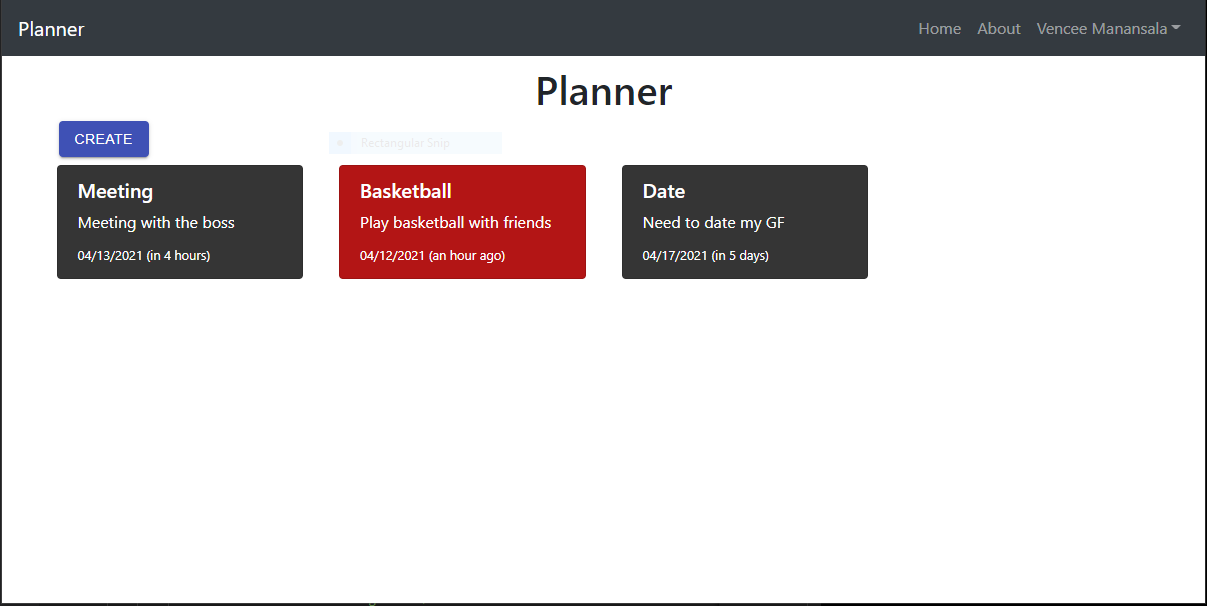 Planner
Home About Vencee Manansala
Planner
CREATE
Rectangular Snip
Meeting
Meeting with the boss
04/13/2021 (in 4 hours)
Basketball
Play basketball with friends
04/12/2021 (an hour ago)
Date
Need to date my GF
04/17/2021 (in 5 days)